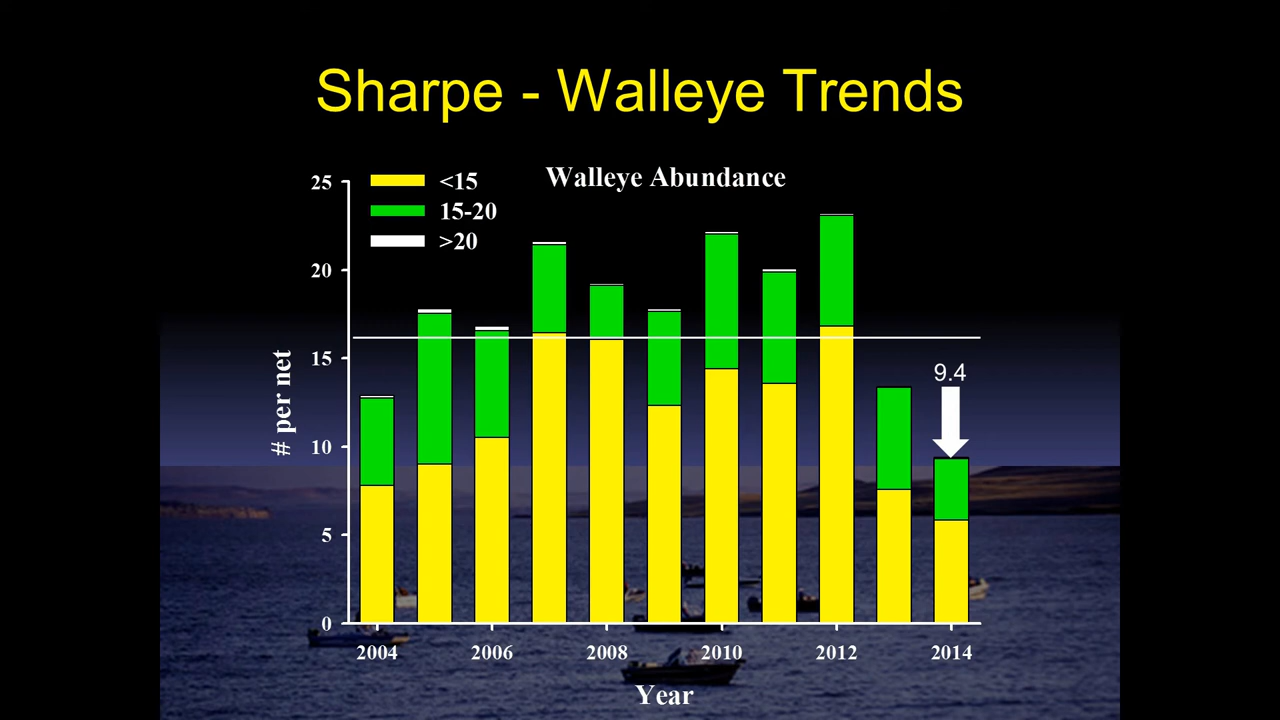 Sharpe - Walleye Trends
Walleye Abundance
<15
15-20
>20
25
20
15
10
5
0
# per net
9.4
2004 2006 2008 2010 2012 2014
Year